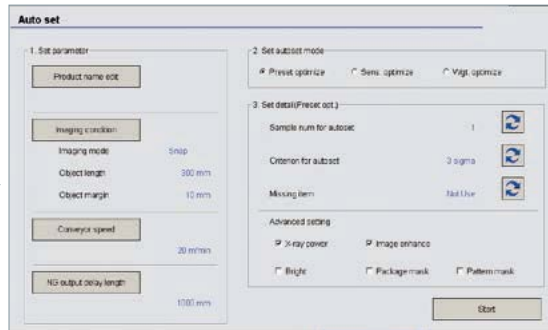 Auto set
1. Set parameter
Product name edit
Imaging condition
Imaging mode Snap
Object length 300 mm
Object margin 10 mm
Conveyor speed
20 m/min
NG output delay length
1000 mm
2. Set autoset mode
Preset optimize Sens. optimize Wgt. optimize
3. Set detail(Preset opt.)
Sample num for autoset 1
Criterion for autoset 3 sigma
Missing item Not Use
Advanced setting
X-ray power Image enhance
Bright Package mask Pattern mask
Start